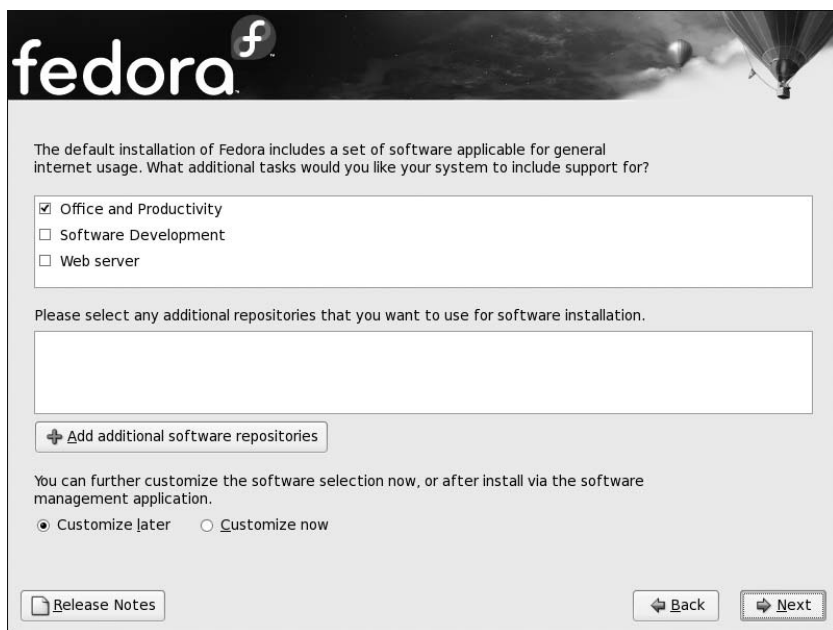 fedora
The default installation of Fedora includes a set of software applicable for general
internet usage. What additional tasks would you like your system to include support for?
Office and Productivity
Software Development
Web server
Please select any additional repositories that you want to use for software installation.
Add additional software repositories
You can further customize the software selection now, or after install via the software
management application.
Customize later Customize now
Release Notes Back Next